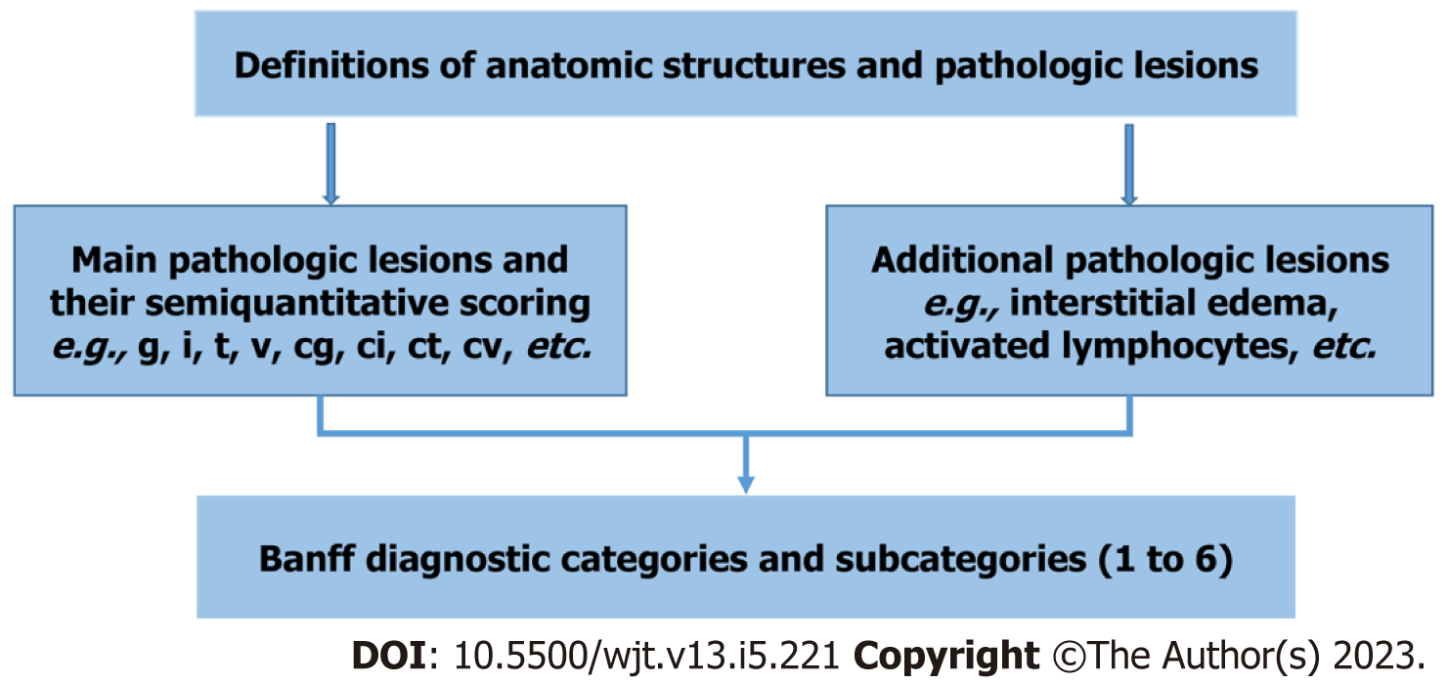 Definitions of anatomic structures and pathologic lesions
Main pathologic lesions and
their semiquantitative scoring
e.g., g, i, t, v, cg, ci, ct, cv, etc.
Additional pathologic lesions
e.g., interstitial edema,
activated lymphocytes, etc.
Banff diagnostic categories and subcategories (1 to 6)
DOI: 10.5500/wjt.v13.i5.221 Copyright ©The Author(s) 2023.